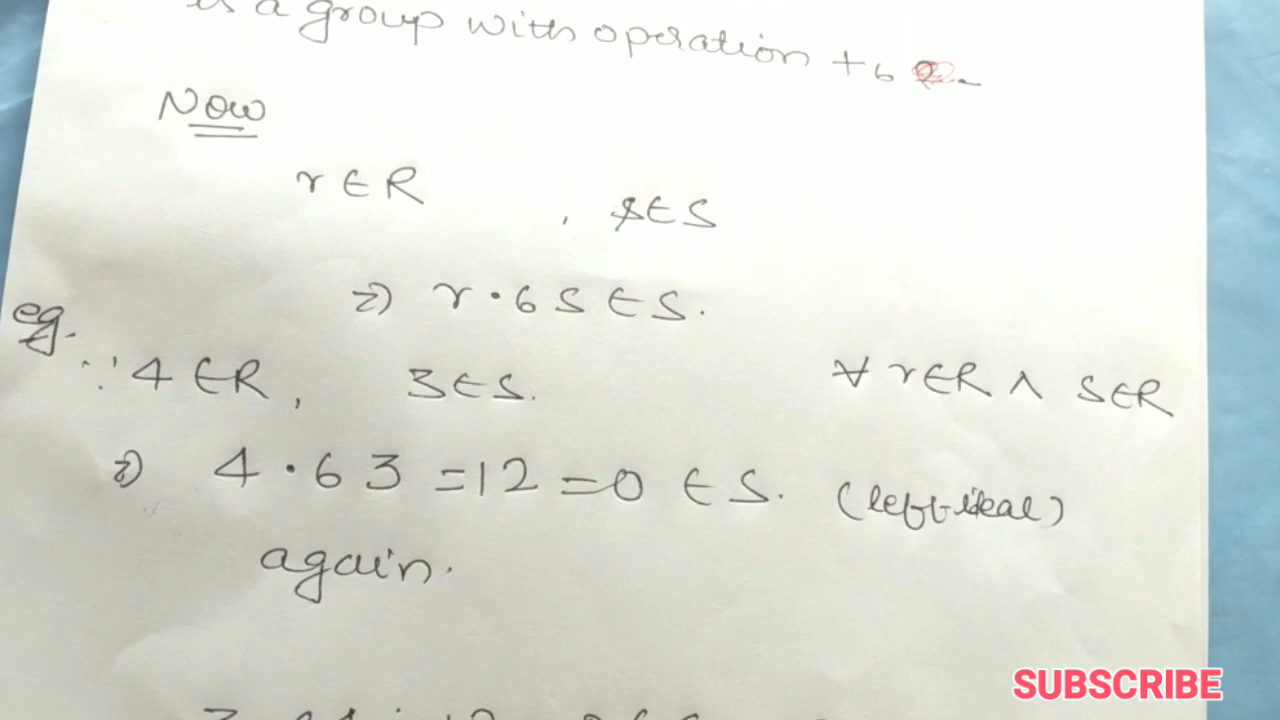 is a group with operation +6
Now
r ∈ R , s ∈ S
⇒ r ·6 s ∈ S.
eg.
∵ 4 ∈ R, 3 ∈ S. ∀ r ∈ R ∧ s ∈ R
⇒ 4 ·6 3 = 12 = 0 ∈ S. (left ideal)
again.
SUBSCRIBE